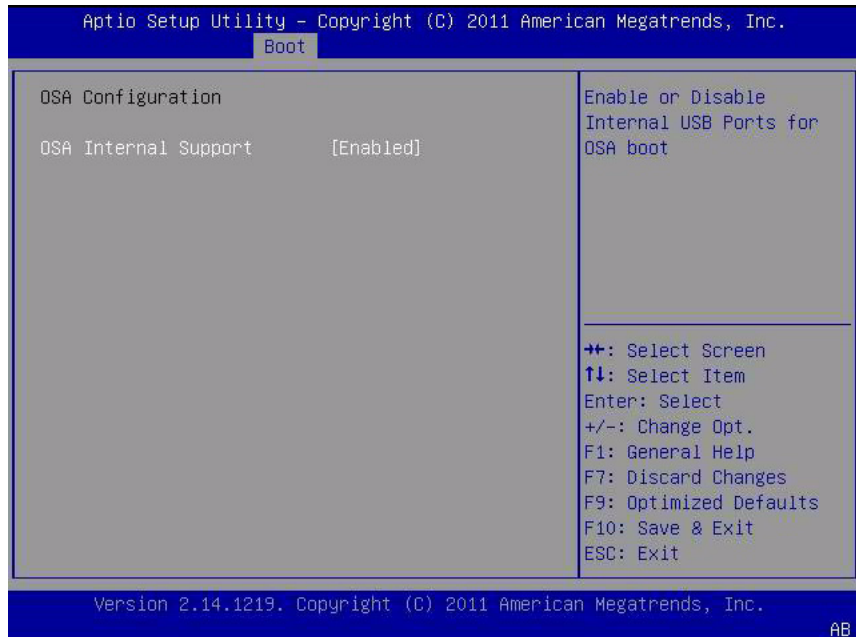 Aptio Setup Utility – Copyright (C) 2011 American Megatrends, Inc.
Boot
OSA Configuration
OSA Internal Support [Enabled]
Enable or Disable
Internal USB Ports for
OSA boot
→←: Select Screen
↑↓: Select Item
Enter: Select
+/-: Change Opt.
F1: General Help
F7: Discard Changes
F9: Optimized Defaults
F10: Save & Exit
ESC: Exit
Version 2.14.1219. Copyright (C) 2011 American Megatrends, Inc.
AB